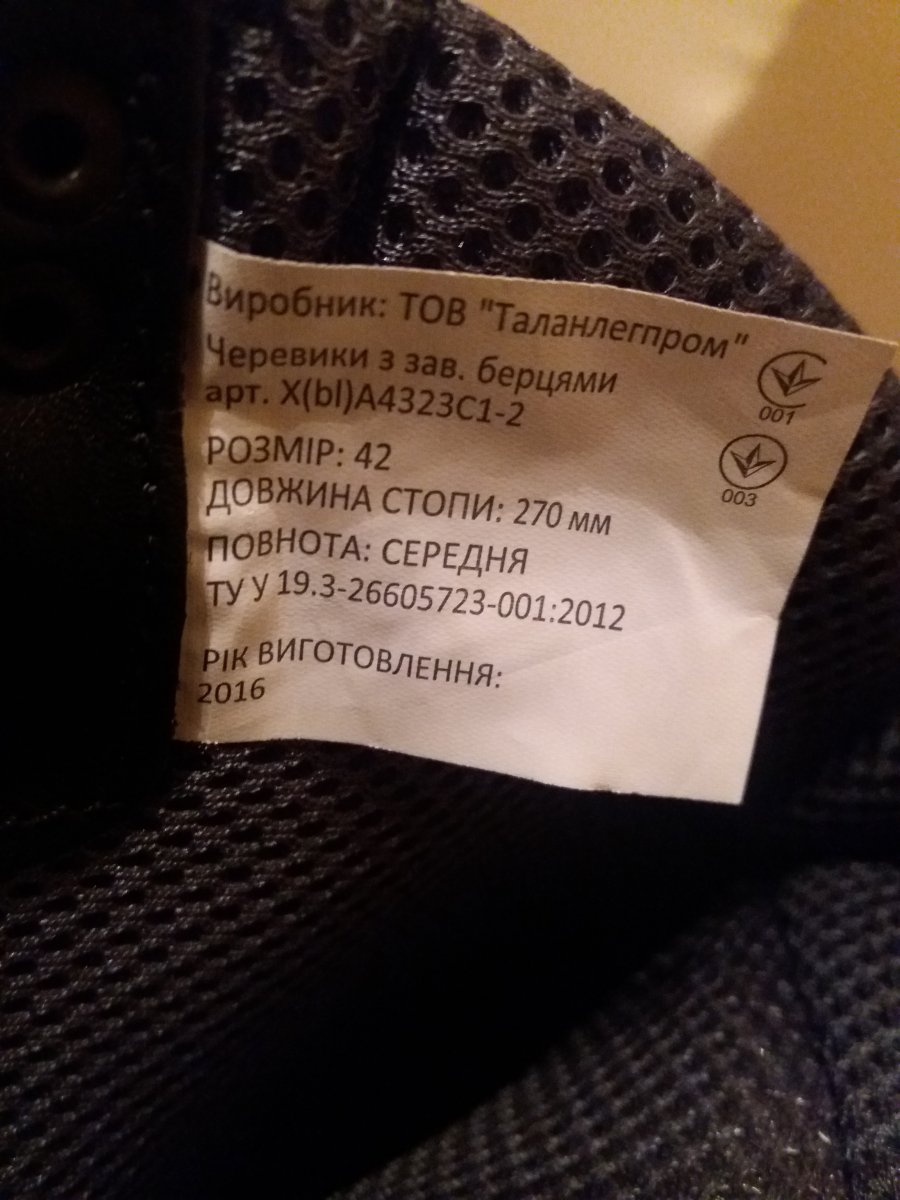 Виробник: ТОВ "Таланлегпром"
Черевики з зав. берцями
арт. X(bl)A4323C1-2
001
РОЗМІР: 42
003
ДОВЖИНА СТОПИ: 270 мм
ПОВНОТА: СЕРЕДНЯ
ТУ У 19.3-26605723-001:2012
РІК ВИГОТОВЛЕННЯ:
2016